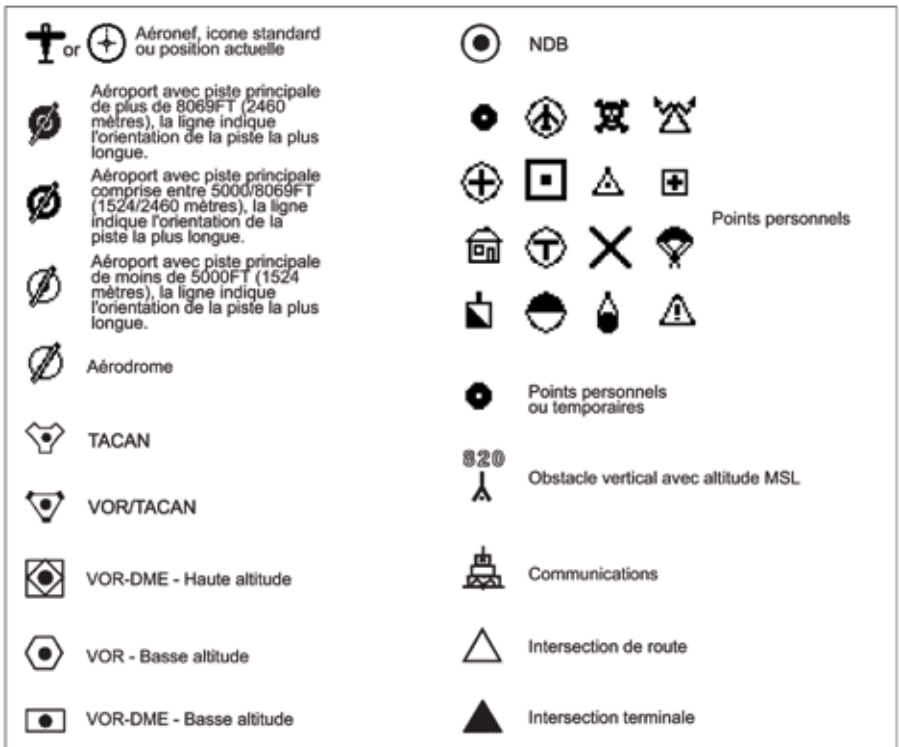 or
Aéronef, icone standard
ou position actuelle
Aéroport avec piste principale
de plus de 8069FT (2460
mètres), la ligne indique
l'orientation de la piste la plus
longue.
Aéroport avec piste principale
comprise entre 5000/8069FT
(1524/2460 mètres), la ligne
indique l'orientation de la
piste la plus longue.
Aéroport avec piste principale
de moins de 5000FT (1524
mètres), la ligne indique
l'orientation de la piste la plus
longue.
Aérodrome
TACAN
VOR/TACAN
VOR-DME - Haute altitude
VOR - Basse altitude
VOR-DME - Basse altitude
NDB
Points personnels
Points personnels
ou temporaires
820
Obstacle vertical avec altitude MSL
Communications
Intersection de route
Intersection terminale